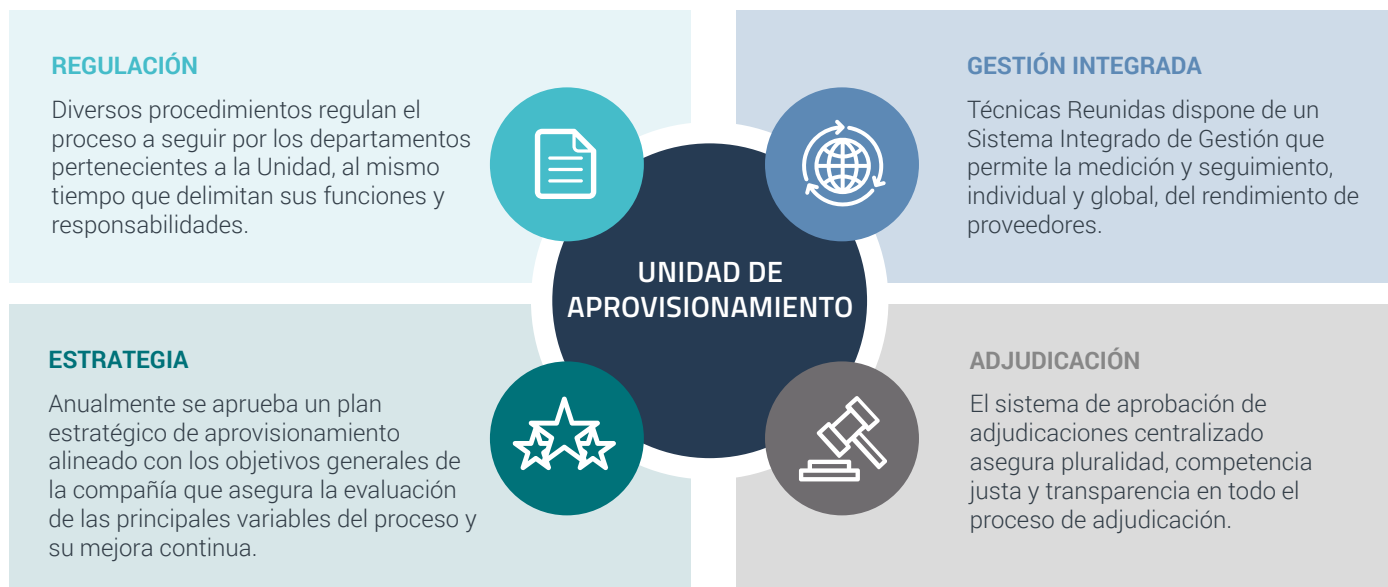 REGULACIÓN
Diversos procedimientos regulan el
proceso a seguir por los departamentos
pertenecientes a la Unidad, al mismo
tiempo que delimitan sus funciones y
responsabilidades.
GESTIÓN INTEGRADA
Técnicas Reunidas dispone de un
Sistema Integrado de Gestión que
permite la medición y seguimiento,
individual y global, del rendimiento de
proveedores.
UNIDAD DE
APROVISIONAMIENTO
ESTRATEGIA
Anualmente se aprueba un plan
estratégico de aprovisionamiento
alineado con los objetivos generales de
la compañía que asegura la evaluación
de las principales variables del proceso y
su mejora continua.
ADJUDICACIÓN
El sistema de aprobación de
adjudicaciones centralizado
asegura pluralidad, competencia
justa y transparencia en todo el
proceso de adjudicación.